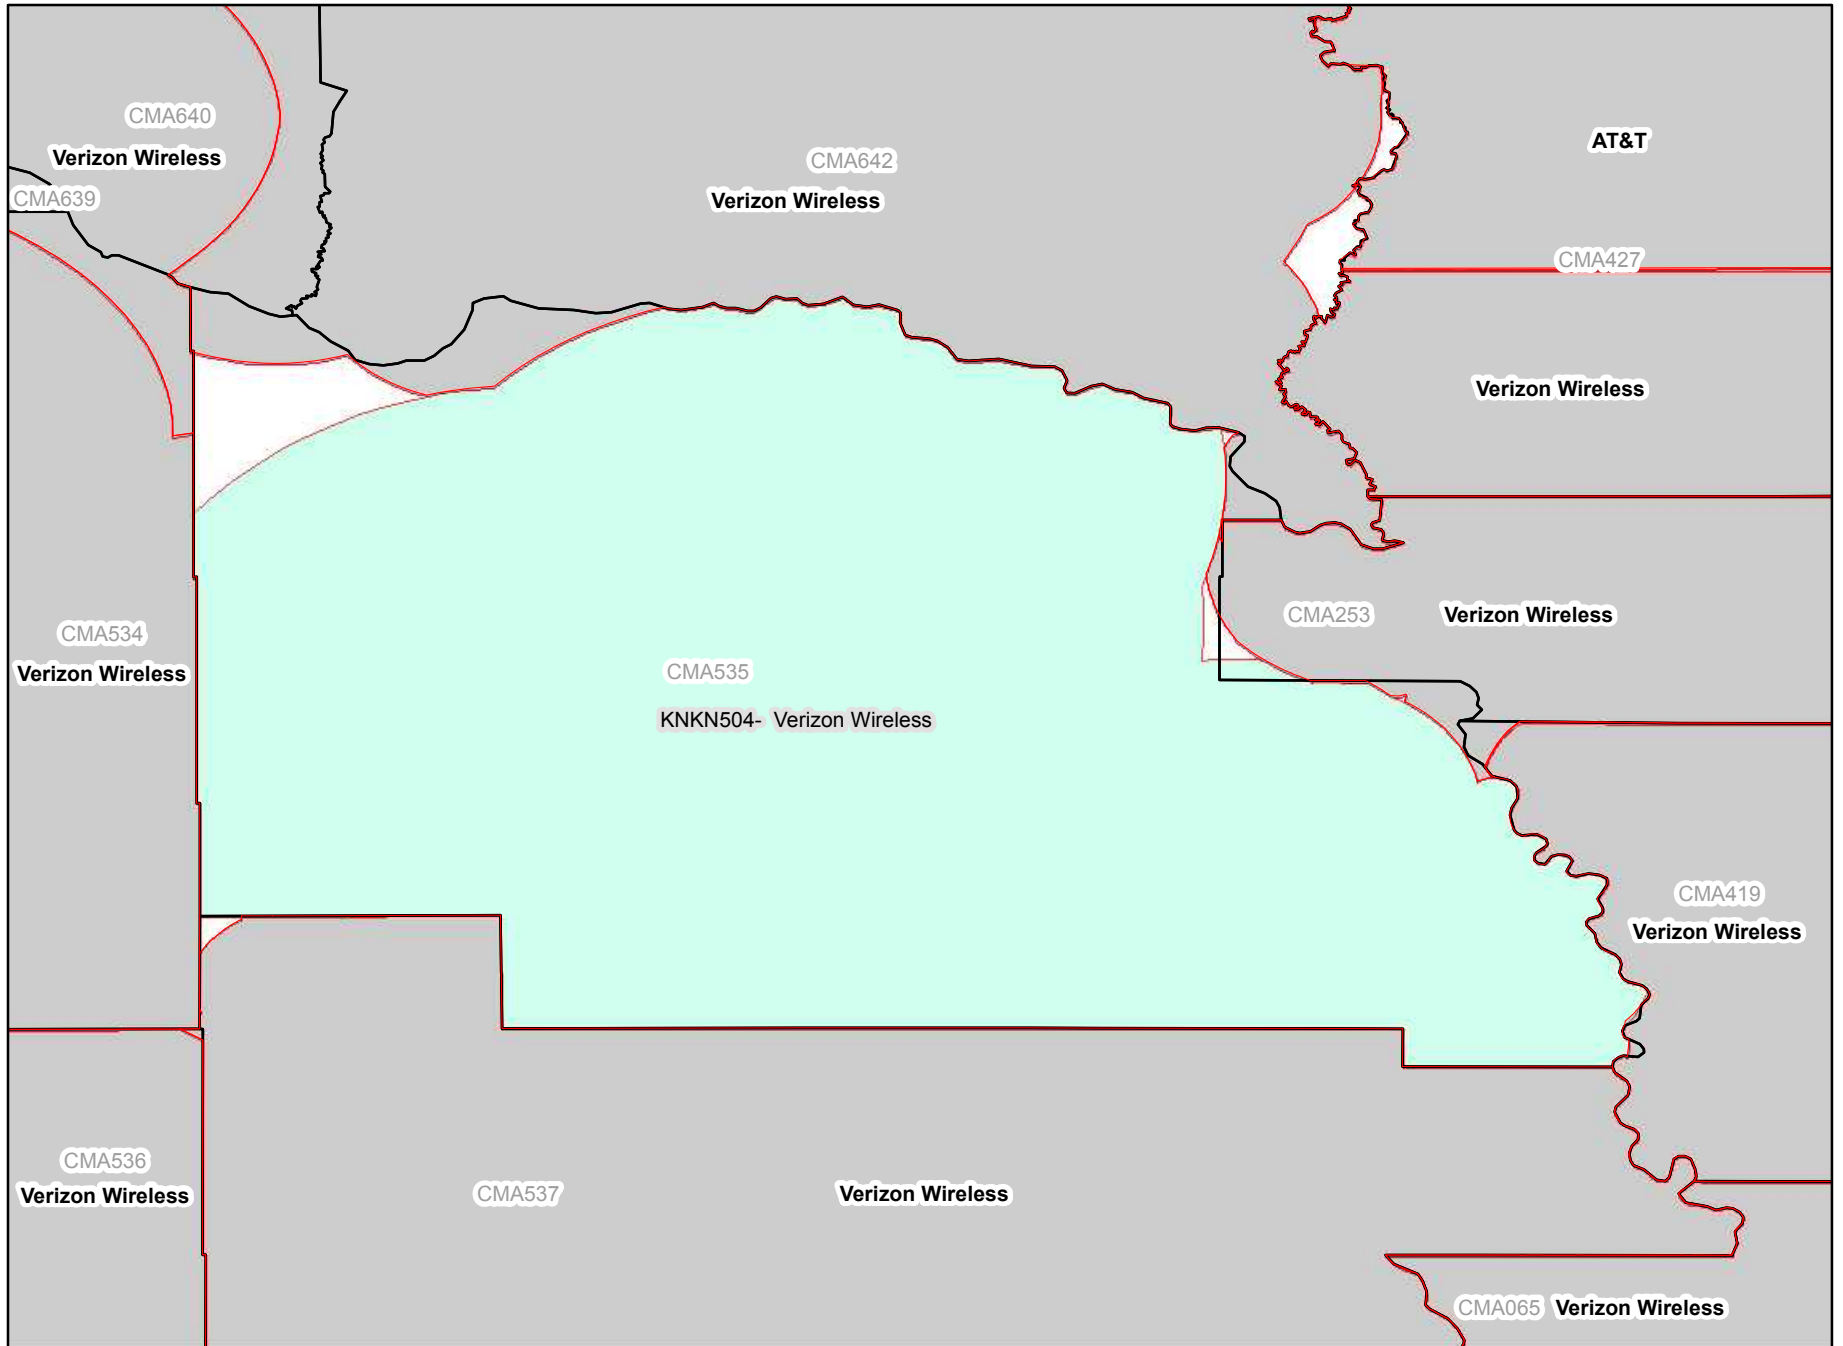 CMA640
Verizon Wireless
CMA639
CMA642
Verizon Wireless
AT&T
CMA427
Verizon Wireless
CMA534
Verizon Wireless
CMA535
KNKN504- Verizon Wireless
CMA253 Verizon Wireless
CMA419
Verizon Wireless
CMA536
Verizon Wireless
CMA537 Verizon Wireless
CMA065 Verizon Wireless